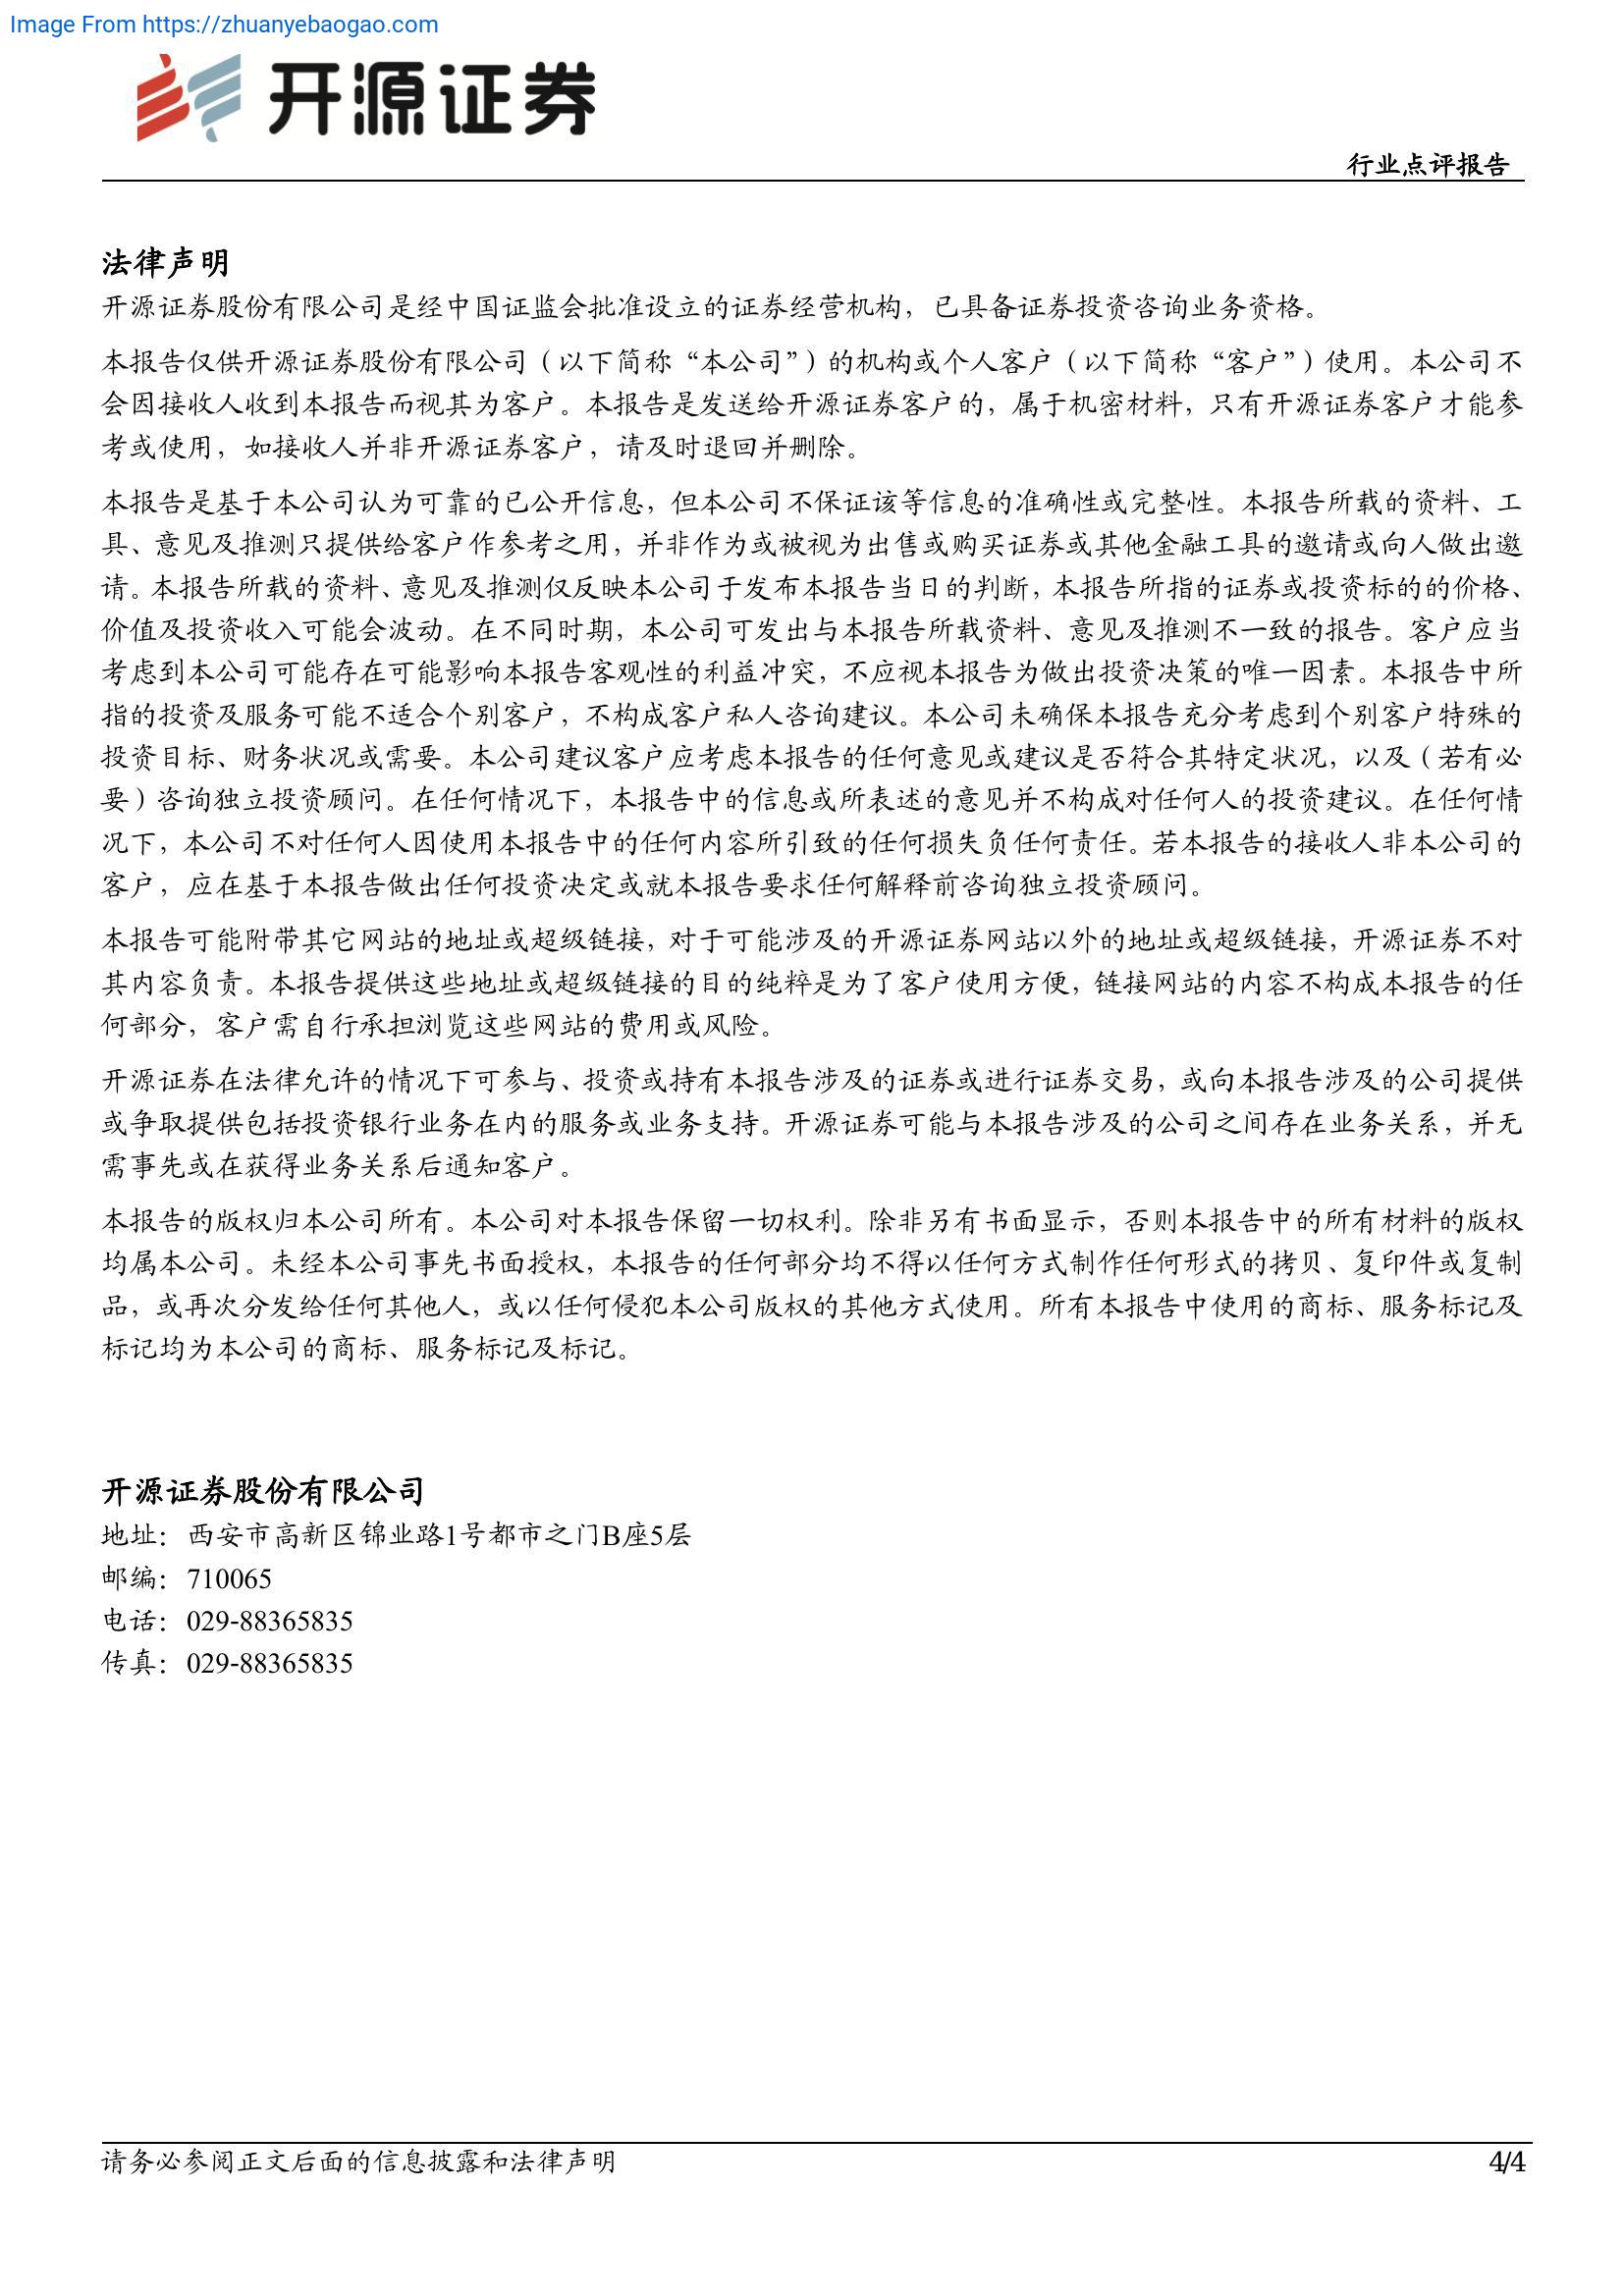 Image From https://zhuanyebaogao.com
开源证券
行业点评报告
法律声明
开源证券股份有限公司是经中国证监会批准设立的证券经营机构，已具备证券投资咨询业务资格。
本报告仅供开源证券股份有限公司（以下简称“本公司”）的机构或个人客户（以下简称“客户”）使用。本公司不
会因接收人收到本报告而视其为客户。本报告是发送给开源证券客户的，属于机密材料，只有开源证券客户才能参
考或使用，如接收人并非开源证券客户，请及时退回并删除。
本报告是基于本公司认为可靠的已公开信息，但本公司不保证该等信息的准确性或完整性。本报告所载的资料、工
具、意见及推测只提供给客户作参考之用，并非作为或被视为出售或购买证券或其他金融工具的邀请或向人做出邀
请。本报告所载的资料、意见及推测仅反映本公司于发布本报告当日的判断，本报告所指的证券或投资标的的价格、
价值及投资收入可能会波动。在不同时期，本公司可发出与本报告所载资料、意见及推测不一致的报告。客户应当
考虑到本公司可能存在可能影响本报告客观性的利益冲突，不应视本报告为做出投资决策的唯一因素。本报告中所
指的投资及服务可能不适合个别客户，不构成客户私人咨询建议。本公司未确保本报告充分考虑到个别客户特殊的
投资目标、财务状况或需要。本公司建议客户应考虑本报告的任何意见或建议是否符合其特定状况，以及（若有必
要）咨询独立投资顾问。在任何情况下，本报告中的信息或所表述的意见并不构成对任何人的投资建议。在任何情
况下，本公司不对任何人因使用本报告中的任何内容所引致的任何损失负任何责任。若本报告的接收人非本公司的
客户，应在基于本报告做出任何投资决定或就本报告要求任何解释前咨询独立投资顾问。
本报告可能附带其它网站的地址或超级链接，对于可能涉及的开源证券网站以外的地址或超级链接，开源证券不对
其内容负责。本报告提供这些地址或超级链接的目的纯粹是为了客户使用方便，链接网站的内容不构成本报告的任
何部分，客户需自行承担浏览这些网站的费用或风险。
开源证券在法律允许的情况下可参与、投资或持有本报告涉及的证券或进行证券交易，或向本报告涉及的公司提供
或争取提供包括投资银行业务在内的服务或业务支持。开源证券可能与本报告涉及的公司之间存在业务关系，并无
需事先或在获得业务关系后通知客户。
本报告的版权归本公司所有。本公司对本报告保留一切权利。除非另有书面显示，否则本报告中的所有材料的版权
均属本公司。未经本公司事先书面授权，本报告的任何部分均不得以任何方式制作任何形式的拷贝、复印件或复制
品，或再次分发给任何其他人，或以任何侵犯本公司版权的其他方式使用。所有本报告中使用的商标、服务标记及
标记均为本公司的商标、服务标记及标记。
开源证券股份有限公司
地址：西安市高新区锦业路1号都市之门B座5层
邮编：710065
电话：029-88365835
传真：029-88365835
请务必参阅正文后面的信息披露和法律声明
4/4